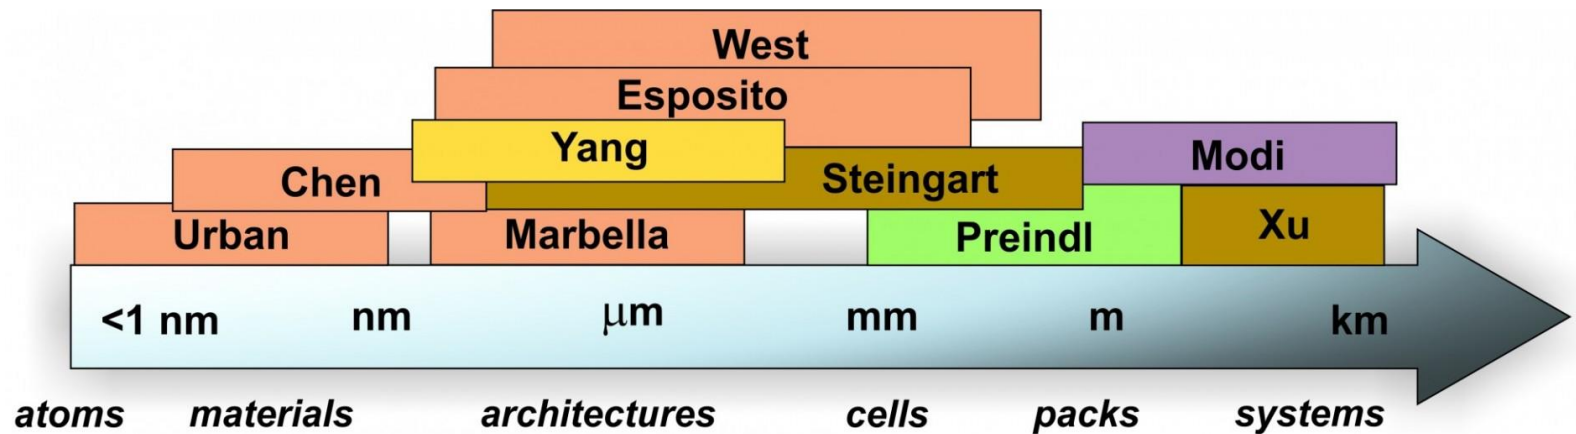 West
Esposito
Yang
Modi
Chen
Steingart
Urban
Marbella
Preindl
Xu
<1 nm
nm
μm
mm
m
km
atoms
materials
architectures
cells
packs
systems